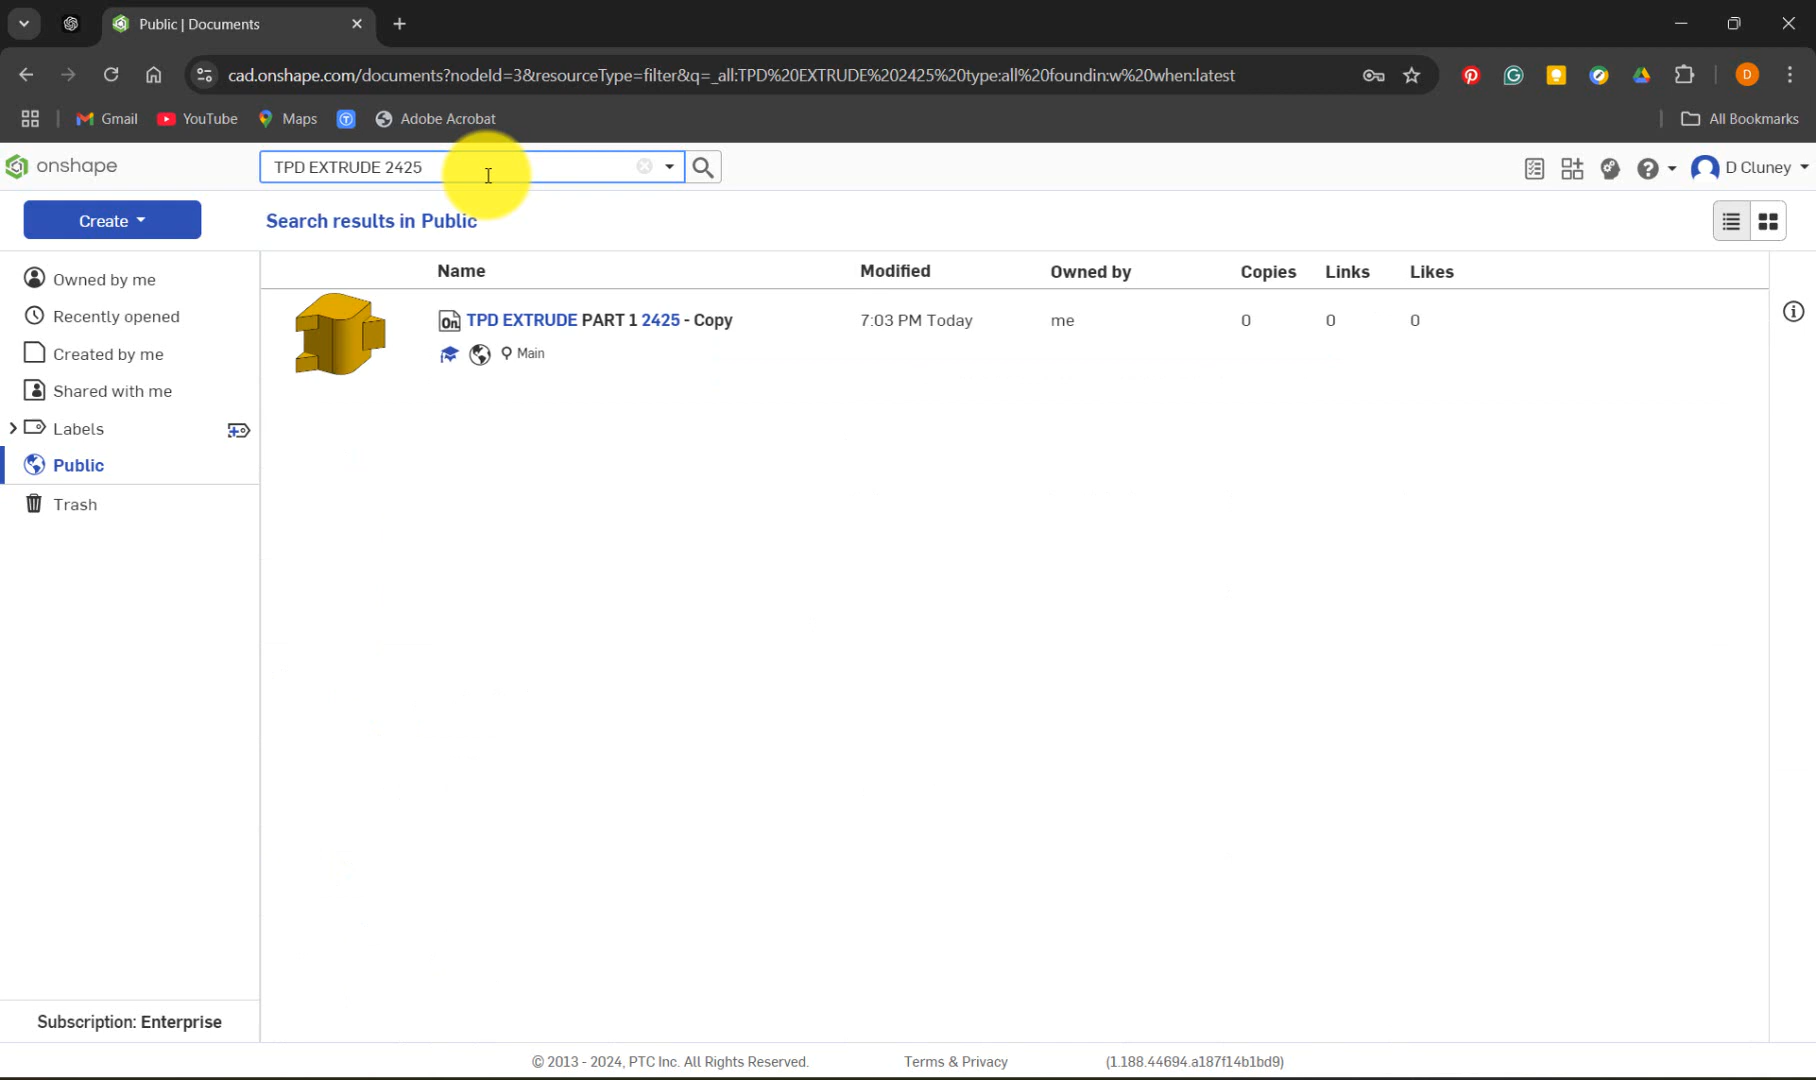 Public | Documents
cad.onshape.com/documents?nodeId=3&resourceType=filter&q=_all:TPD%20EXTRUDE%202425%20type:all%20foundin:w%20when:latest
D
Gmail
YouTube
Maps
Adobe Acrobat
All Bookmarks
onshape
TPD EXTRUDE 2425
D Cluney
Create
Search results in Public
Owned by me
Recently opened
Created by me
Shared with me
Labels
Public
Trash
Name
Modified
Owned by
Copies
Links
Likes
TPD EXTRUDE PART 1 2425 - Copy
7:03 PM Today
me
0
0
0
Main
Subscription: Enterprise
© 2013 - 2024, PTC Inc. All Rights Reserved.
Terms & Privacy
(1.188.44694.a187f14b1bd9)